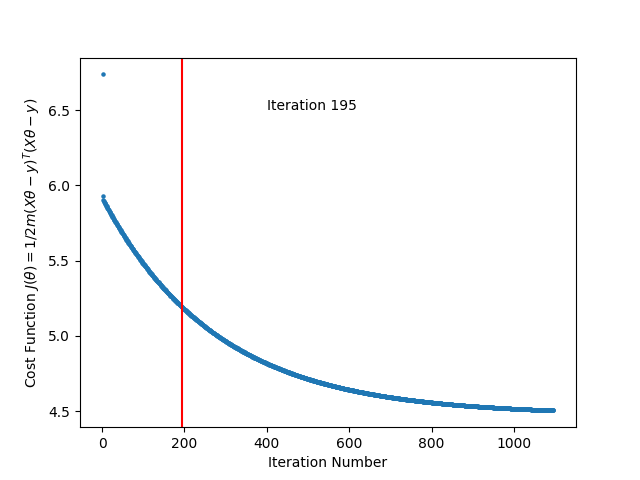 Iteration 195
Cost Function J(θ) = 1/2m(Xθ − y)ᵀ(Xθ − y)
6.5
6.0
5.5
5.0
4.5
0 200 400 600 800 1000
Iteration Number